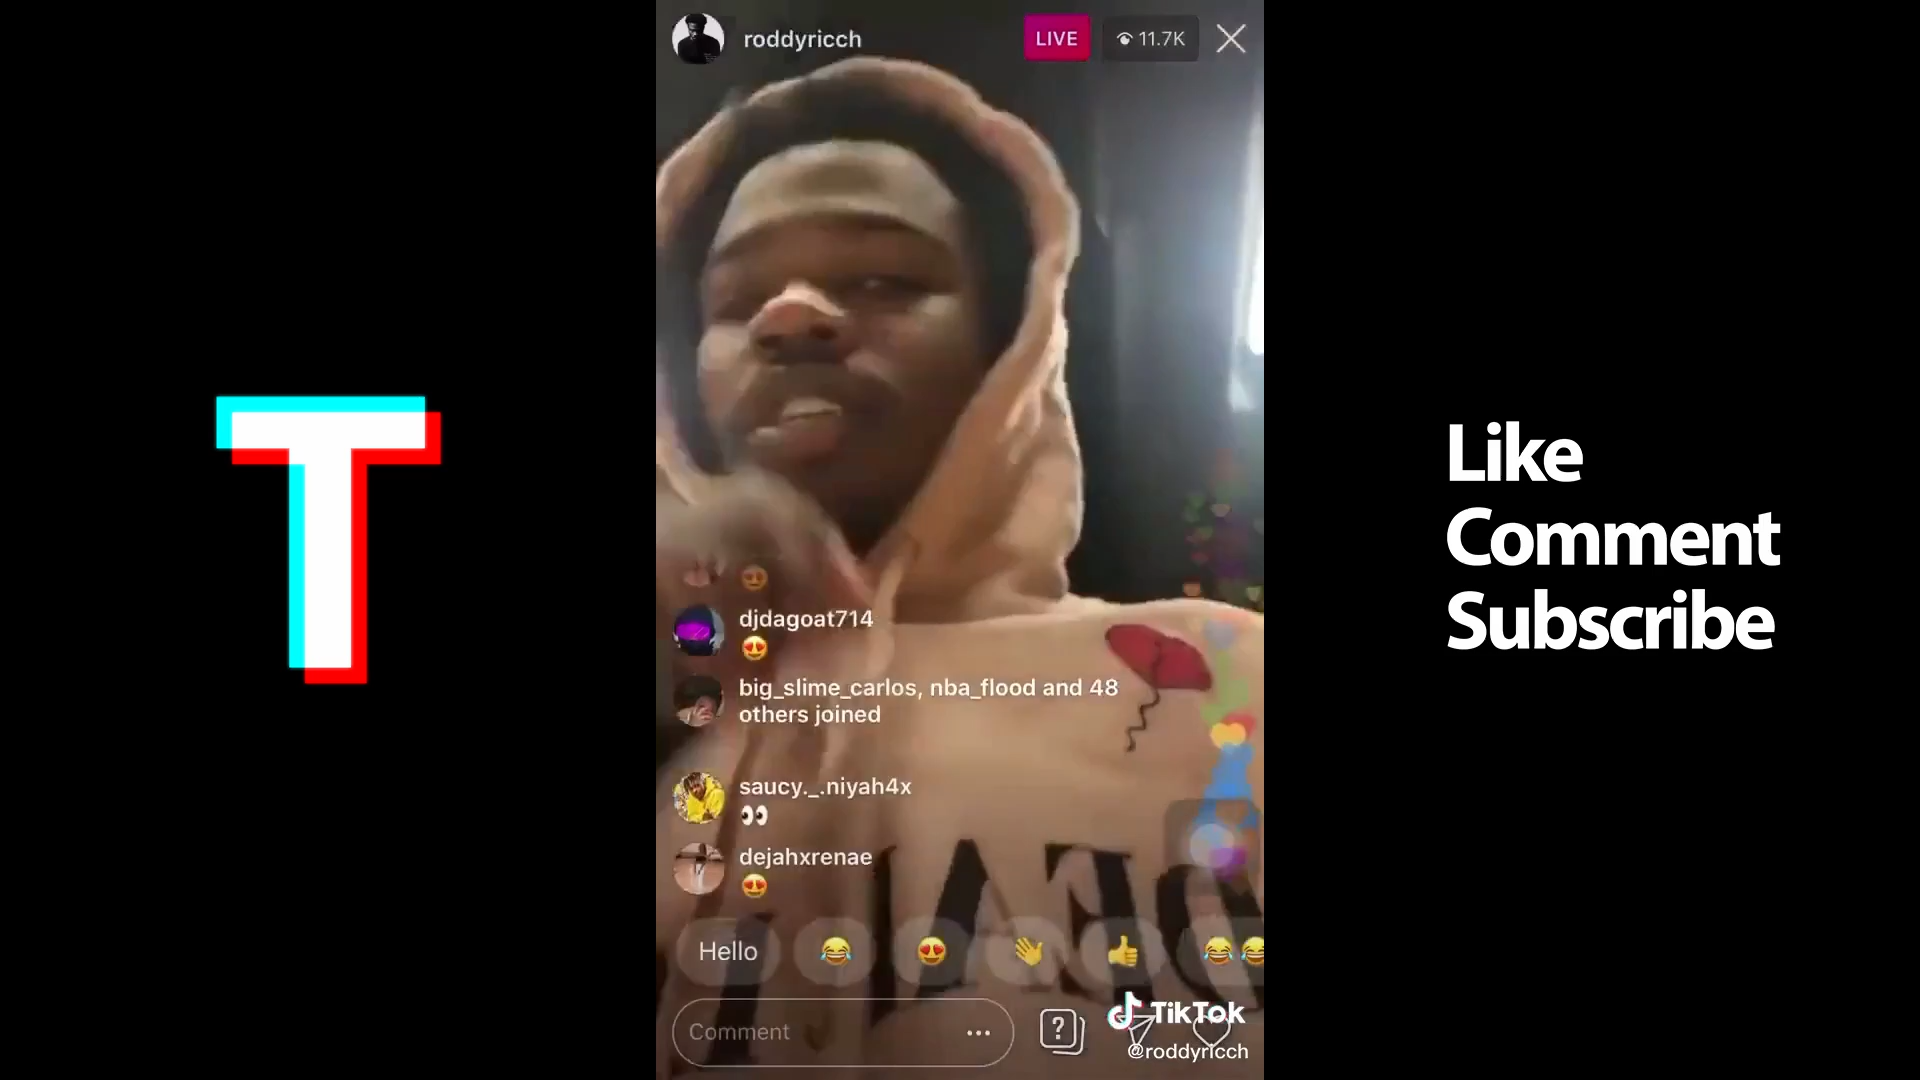 roddyricch
LIVE
11.7K
T
Like
Comment
Subscribe
😍
djdagoat714
😍
big_slime_carlos, nba_flood and 48
others joined
saucy._.niyah4x
👀
dejahxrenae
😍
Hello 😂 😍 👋 👍 😂😂
Comment
?
TikTok
@roddyricch